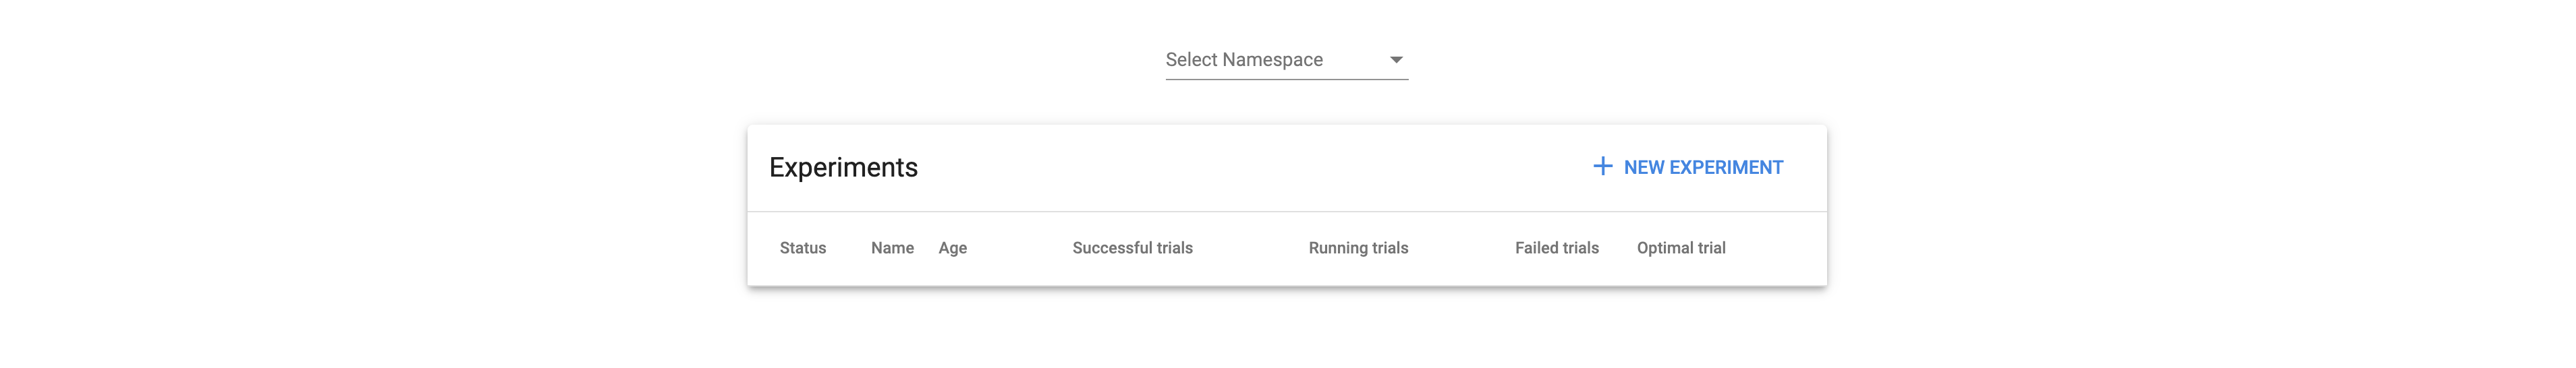 Select Namespace
Experiments
+ NEW EXPERIMENT
Status Name Age Successful trials Running trials Failed trials Optimal trial